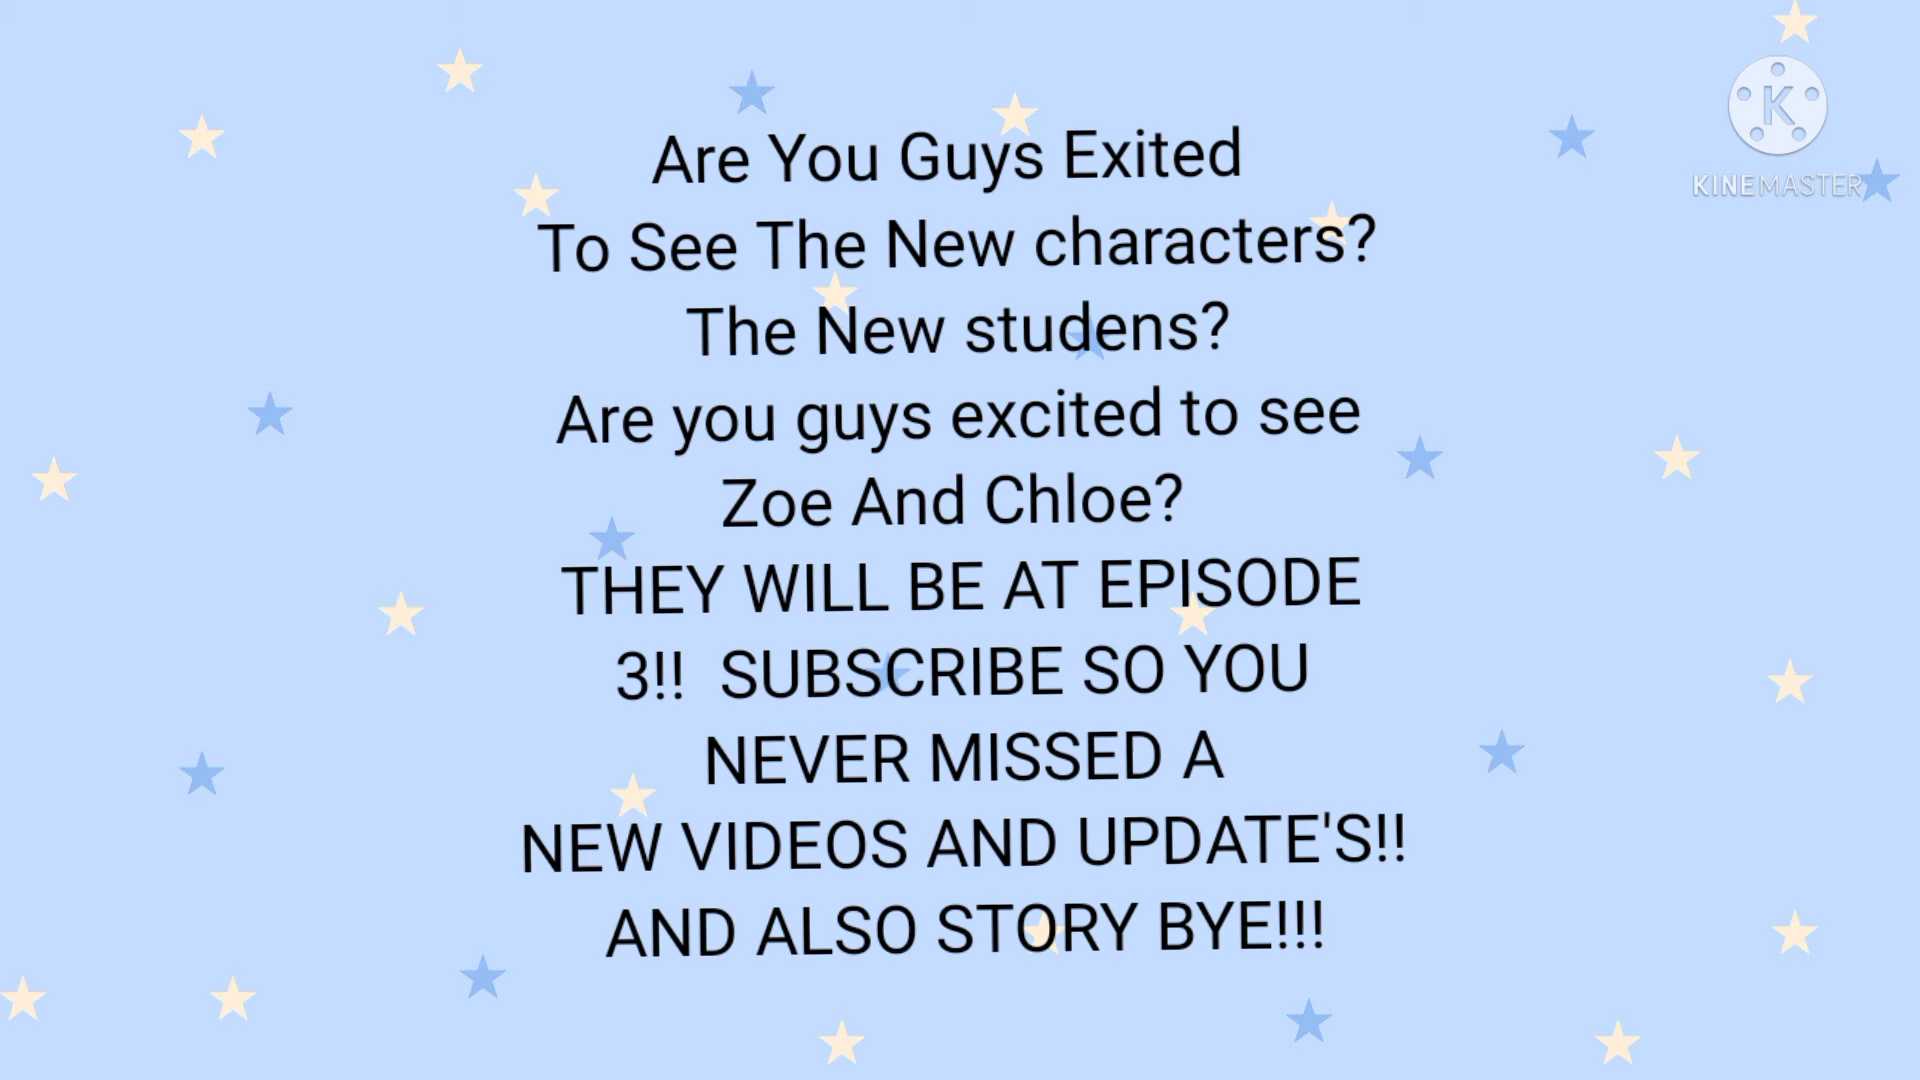 Are You Guys Exited
To See The New characters?
The New studens?
Are you guys excited to see
Zoe And Chloe?
THEY WILL BE AT EPISODE
3!!  SUBSCRIBE SO YOU
NEVER MISSED A
NEW VIDEOS AND UPDATE'S!!
AND ALSO STORY BYE!!!
K
KINEMASTER